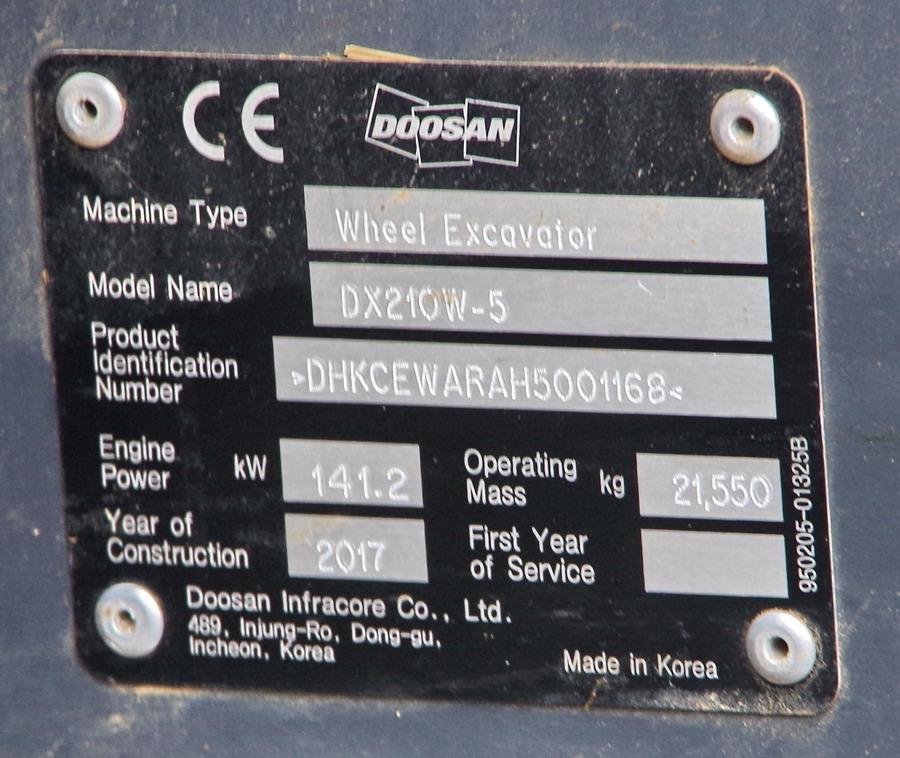 CE
DOOSAN
Machine Type Wheel Excavator
Model Name DX210W-5
Product
Identification
Number >DHKCEWARAH5001168<
Engine
Power kW 141.2
Operating
Mass kg 21,550
Year of
Construction 2017
First Year
of Service
Doosan Infracore Co., Ltd.
489, Injung-Ro, Dong-gu,
Incheon, Korea
Made in Korea
950205-01325B